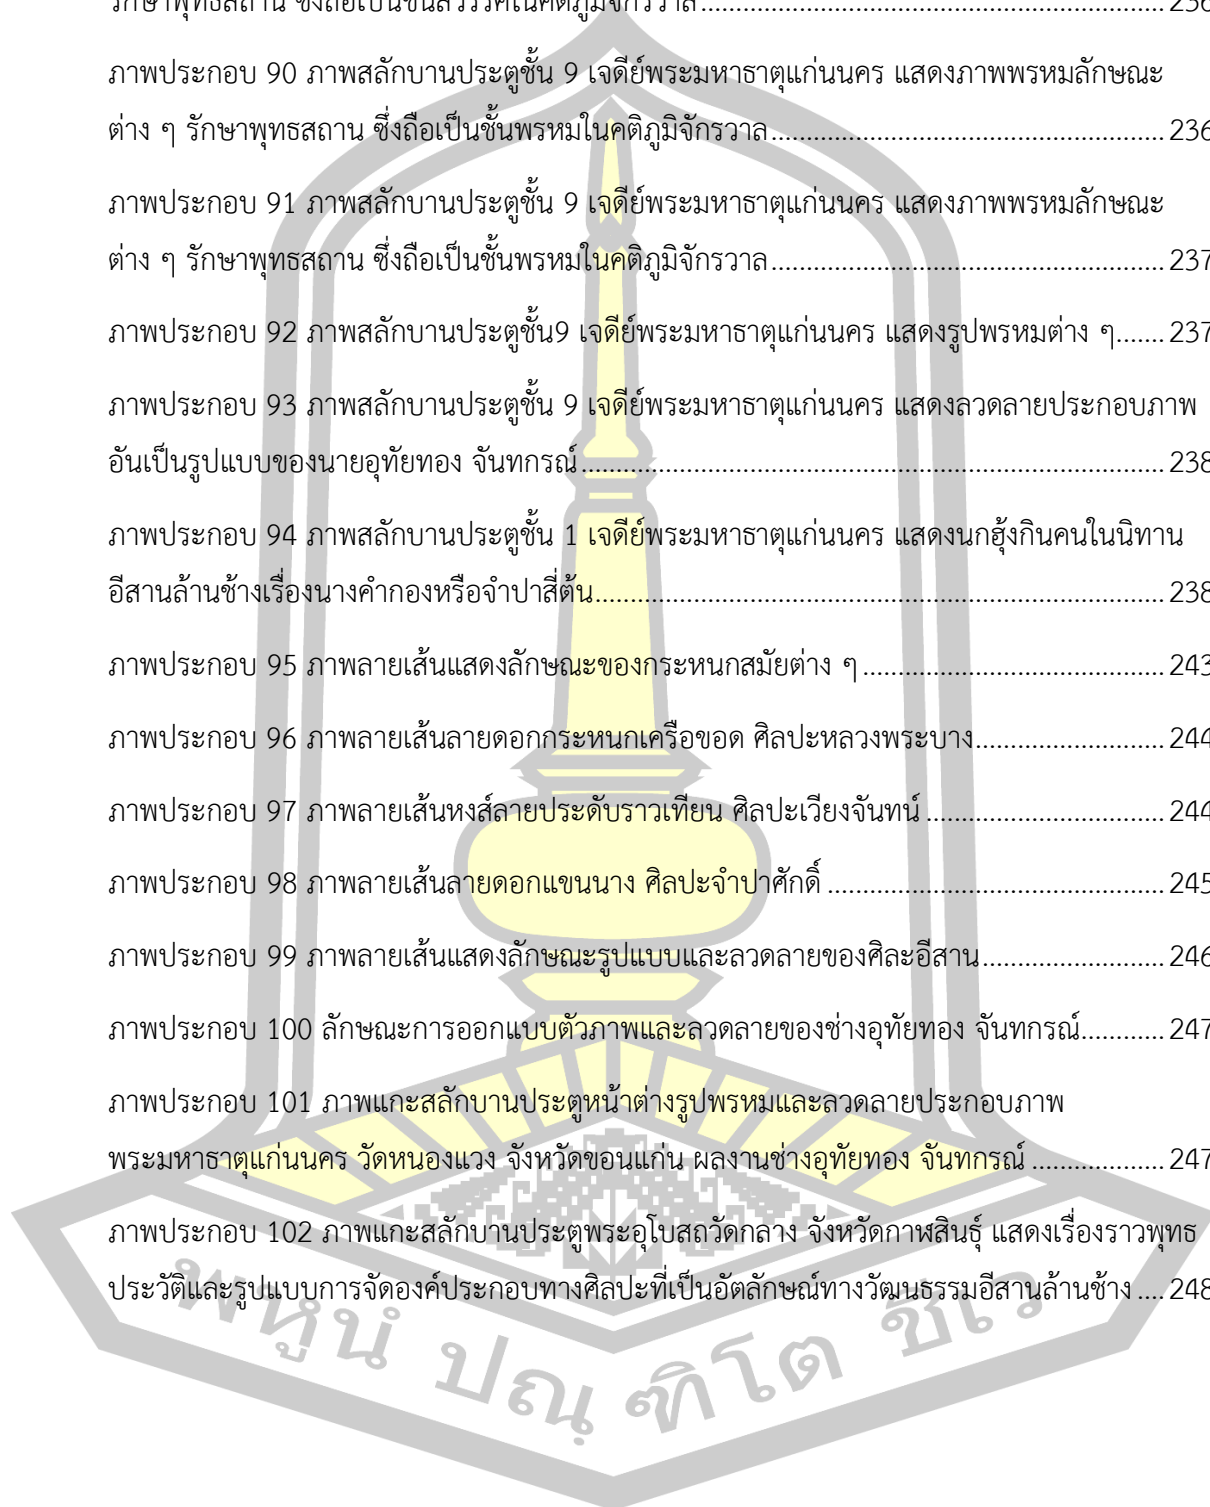 รักษาพุทธสถาน ซึ่งถือเป็นชั้นสวรรค์ในคติภูมิจักรวาล 236
ภาพประกอบ 90 ภาพสลักบานประตูชั้น 9 เจดีย์พระมหาธาตุแก่นนคร แสดงภาพพรหมลักษณะ
ต่าง ๆ รักษาพุทธสถาน ซึ่งถือเป็นชั้นพรหมในคติภูมิจักรวาล 236
ภาพประกอบ 91 ภาพสลักบานประตูชั้น 9 เจดีย์พระมหาธาตุแก่นนคร แสดงภาพพรหมลักษณะ
ต่าง ๆ รักษาพุทธสถาน ซึ่งถือเป็นชั้นพรหมในคติภูมิจักรวาล 237
ภาพประกอบ 92 ภาพสลักบานประตูชั้น9 เจดีย์พระมหาธาตุแก่นนคร แสดงรูปพรหมต่าง ๆ 237
ภาพประกอบ 93 ภาพสลักบานประตูชั้น 9 เจดีย์พระมหาธาตุแก่นนคร แสดงลวดลายประกอบภาพ
อันเป็นรูปแบบของนายอุทัยทอง จันทกรณ์ 238
ภาพประกอบ 94 ภาพสลักบานประตูชั้น 1 เจดีย์พระมหาธาตุแก่นนคร แสดงนกฮุ้งกินคนในนิทาน
อีสานล้านช้างเรื่องนางคำกองหรือจำปาสี่ต้น 238
ภาพประกอบ 95 ภาพลายเส้นแสดงลักษณะของกระหนกสมัยต่าง ๆ 243
ภาพประกอบ 96 ภาพลายเส้นลายดอกกระหนกเครือขอด ศิลปะหลวงพระบาง 244
ภาพประกอบ 97 ภาพลายเส้นหงส์ลายประดับราวเทียน ศิลปะเวียงจันทน์ 244
ภาพประกอบ 98 ภาพลายเส้นลายดอกแขนนาง ศิลปะจำปาศักดิ์ 245
ภาพประกอบ 99 ภาพลายเส้นแสดงลักษณะรูปแบบและลวดลายของศิละอีสาน 246
ภาพประกอบ 100 ลักษณะการออกแบบตัวภาพและลวดลายของช่างอุทัยทอง จันทกรณ์ 247
ภาพประกอบ 101 ภาพแกะสลักบานประตูหน้าต่างรูปพรหมและลวดลายประกอบภาพ
พระมหาธาตุแก่นนคร วัดหนองแวง จังหวัดขอนแก่น ผลงานช่างอุทัยทอง จันทกรณ์ 247
ภาพประกอบ 102 ภาพแกะสลักบานประตูพระอุโบสถวัดกลาง จังหวัดกาฬสินธุ์ แสดงเรื่องราวพุทธ
ประวัติและรูปแบบการจัดองค์ประกอบทางศิลปะที่เป็นอัตลักษณ์ทางวัฒนธรรมอีสานล้านช้าง 248
พหูนํ ปณฺฑิโต ชีเว